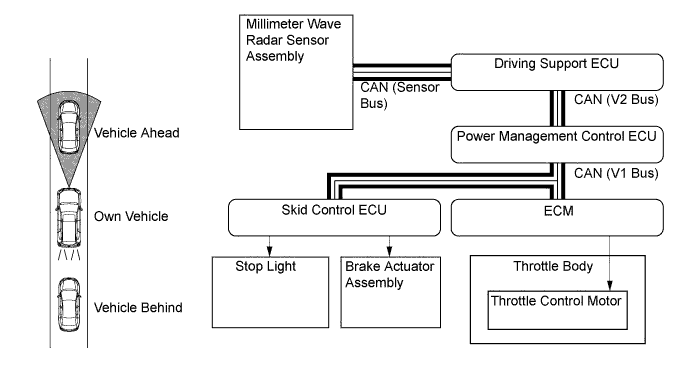 Millimeter Wave
Radar Sensor
Assembly
Driving Support ECU
CAN (Sensor
Bus)
CAN (V2 Bus)
Vehicle Ahead
Power Management Control ECU
CAN (V1 Bus)
Own Vehicle
Skid Control ECU
ECM
Stop Light
Brake Actuator
Assembly
Throttle Body
Throttle Control Motor
Vehicle Behind